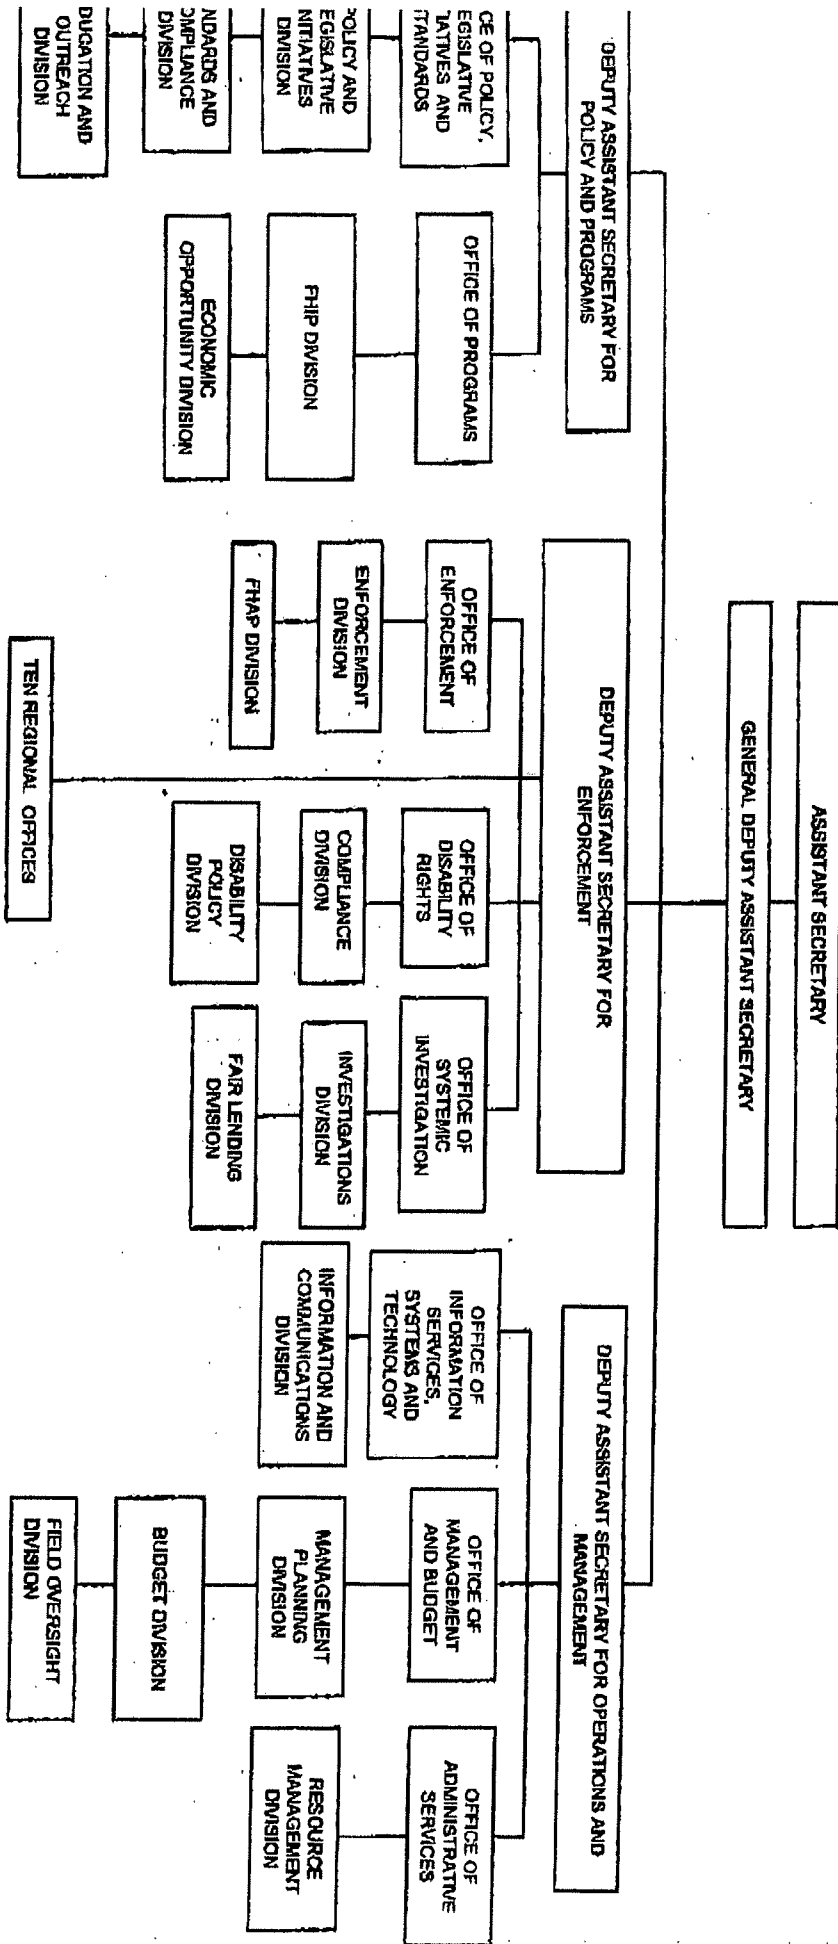 ASSISTANT SECRETARY
GENERAL DEPUTY ASSISTANT SECRETARY
DEPUTY ASSISTANT SECRETARY FOR
POLICY AND PROGRAMS
CE OF POLICY,
EGISLATIVE
IATIVES AND
TANDARDS
POLICY AND
EGISLATIVE
NITIATIVES
DIVISION
NDARDS AND
OMPLIANCE
DIVISION
DUCATION AND
OUTREACH
DIVISION
OFFICE OF PROGRAMS
FHIP DIVISION
ECONOMIC
OPPORTUNITY DIVISION
DEPUTY ASSISTANT SECRETARY FOR
ENFORCEMENT
OFFICE OF
ENFORCEMENT
ENFORCEMENT
DIVISION
FHAP DIVISION
TEN REGIONAL OFFICES
OFFICE OF
DISABILITY
RIGHTS
COMPLIANCE
DIVISION
DISABILITY
POLICY
DIVISION
OFFICE OF
SYSTEMIC
INVESTIGATION
INVESTIGATIONS
DIVISION
FAIR LENDING
DIVISION
DEPUTY ASSISTANT SECRETARY FOR OPERATIONS AND
MANAGEMENT
OFFICE OF
INFORMATION
SERVICES,
SYSTEMS AND
TECHNOLOGY
INFORMATION AND
COMMUNICATIONS
DIVISION
OFFICE OF
MANAGEMENT
AND BUDGET
MANAGEMENT
PLANNING
DIVISION
BUDGET DIVISION
FIELD OVERSIGHT
DIVISION
OFFICE OF
ADMINISTRATIVE
SERVICES
RESOURCE
MANAGEMENT
DIVISION